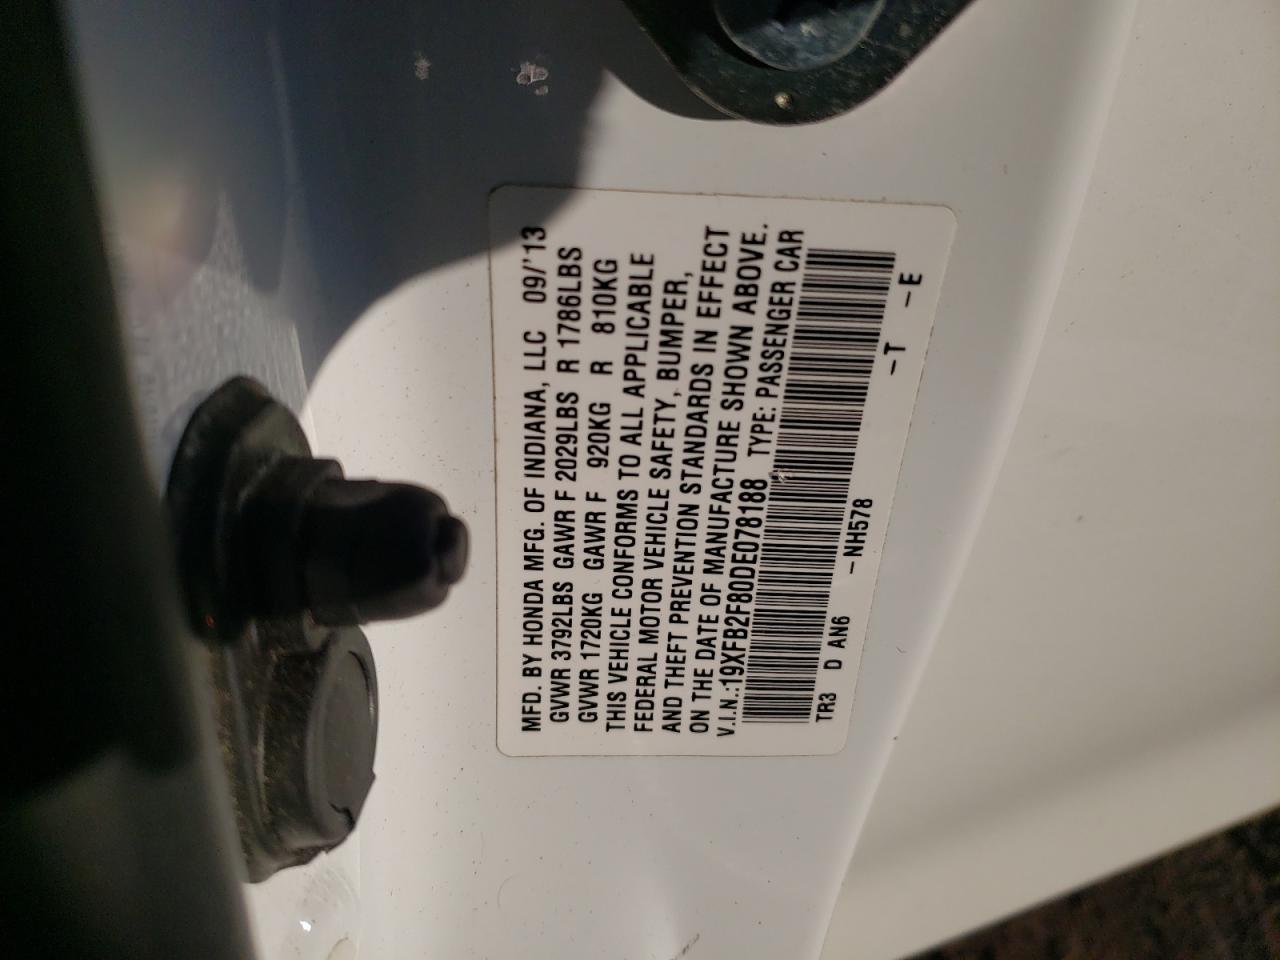 MFD. BY HONDA MFG. OF INDIANA, LLC 09/'13
GVWR 3792LBS GAWR F 2029LBS R 1786LBS
GVWR 1720KG GAWR F 920KG R 810KG
THIS VEHICLE CONFORMS TO ALL APPLICABLE
FEDERAL MOTOR VEHICLE SAFETY, BUMPER,
AND THEFT PREVENTION STANDARDS IN EFFECT
ON THE DATE OF MANUFACTURE SHOWN ABOVE.
V.I.N.:19XFB2F80DE078188 TYPE: PASSENGER CAR
TR3 D AN6 -NH578 -T -E